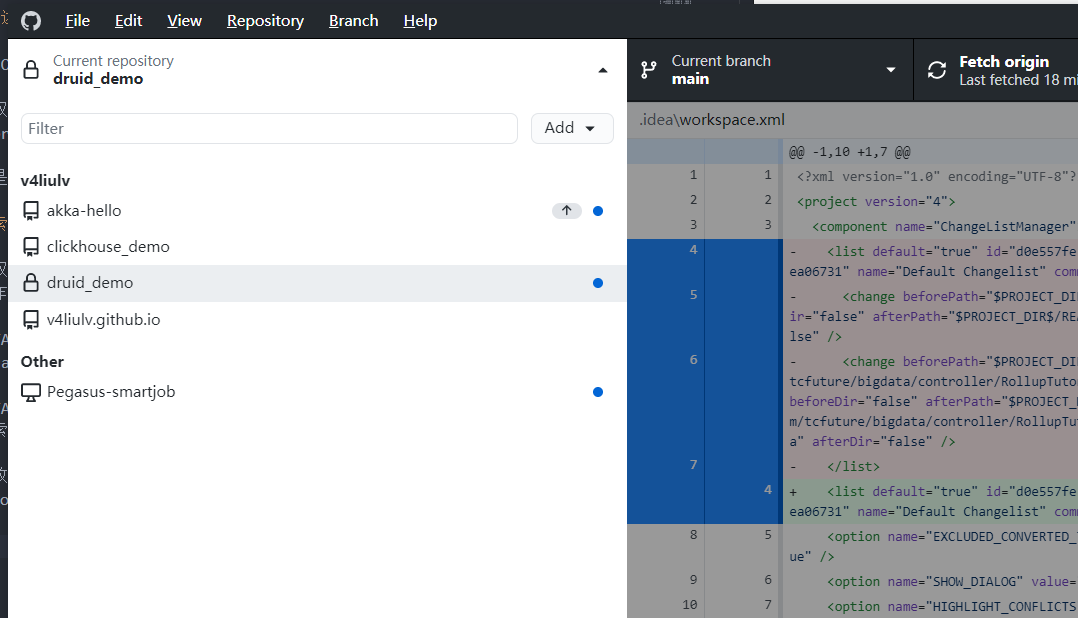 File Edit View Repository Branch Help
Current repository
druid_demo
Filter
Add
v4liulv
akka-hello
clickhouse_demo
druid_demo
v4liulv.github.io
Other
Pegasus-smartjob
Current branch
main
Fetch origin
Last fetched 18 mi
.idea\workspace.xml
@@ -1,10 +1,7 @@
1 1 <?xml version="1.0" encoding="UTF-8"?
2 2 <project version="4">
3 3 <component name="ChangeListManager"
4 - <list default="true" id="d0e557fe
ea06731" name="Default Changelist" com
5 - <change beforePath="$PROJECT_DI
ir="false" afterPath="$PROJECT_DIR$/RE
lse" />
6 - <change beforePath="$PROJECT_DI
tcfuture/bigdata/controller/RollupTuto
beforeDir="false" afterPath="$PROJECT_
m/tcfuture/bigdata/controller/RollupTu
a" afterDir="false" />
7 - </list>
4 + <list default="true" id="d0e557fe
ea06731" name="Default Changelist" com
8 5 <option name="EXCLUDED_CONVERTED_
ue" />
9 6 <option name="SHOW_DIALOG" value=
10 7 <option name="HIGHLIGHT_CONFLICTS